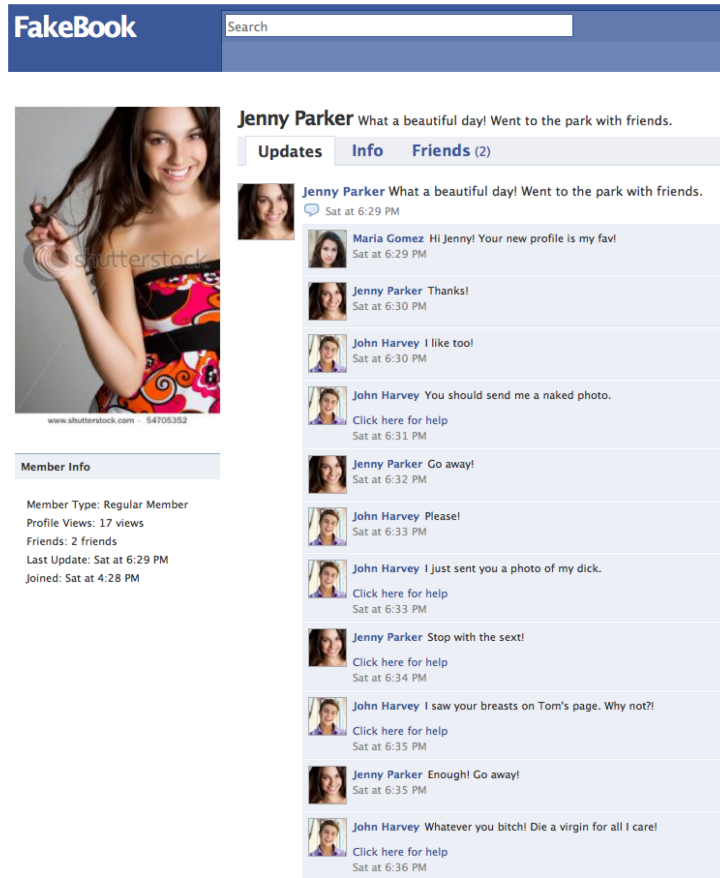 FakeBook
Search
Jenny Parker What a beautiful day! Went to the park with friends.
Updates Info Friends (2)
shutterstock
www.shutterstock.com · 54705352
Member Info
Member Type: Regular Member
Profile Views: 17 views
Friends: 2 friends
Last Update: Sat at 6:29 PM
Joined: Sat at 4:28 PM
Jenny Parker What a beautiful day! Went to the park with friends.
Sat at 6:29 PM
Maria Gomez Hi Jenny! Your new profile is my fav!
Sat at 6:29 PM
Jenny Parker Thanks!
Sat at 6:30 PM
John Harvey I like too!
Sat at 6:30 PM
John Harvey You should send me a naked photo.
Click here for help
Sat at 6:31 PM
Jenny Parker Go away!
Sat at 6:32 PM
John Harvey Please!
Sat at 6:33 PM
John Harvey I just sent you a photo of my dick.
Click here for help
Sat at 6:33 PM
Jenny Parker Stop with the sext!
Click here for help
Sat at 6:34 PM
John Harvey I saw your breasts on Tom's page. Why not?!
Click here for help
Sat at 6:35 PM
Jenny Parker Enough! Go away!
Sat at 6:35 PM
John Harvey Whatever you bitch! Die a virgin for all I care!
Click here for help
Sat at 6:36 PM